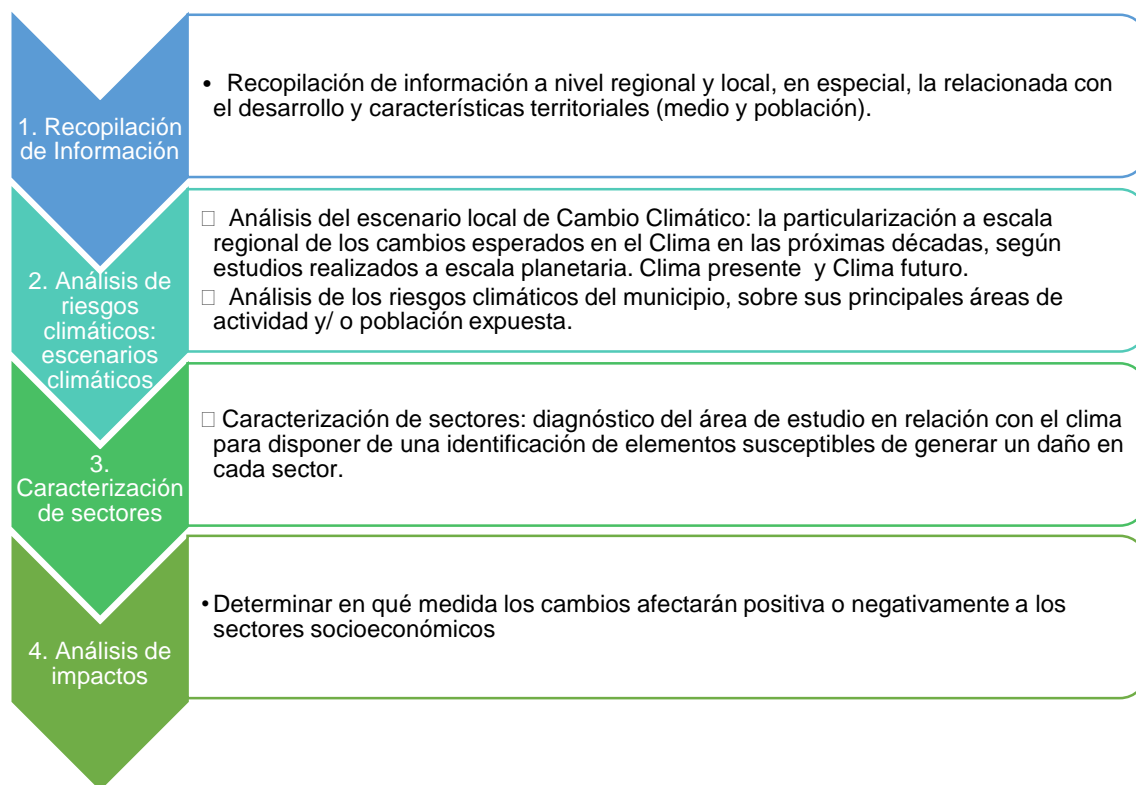 1. Recopilación
de Información
• Recopilación de información a nivel regional y local, en especial, la relacionada con
el desarrollo y características territoriales (medio y población).
2. Análisis de
riesgos
climáticos:
escenarios
climáticos
□ Análisis del escenario local de Cambio Climático: la particularización a escala
regional de los cambios esperados en el Clima en las próximas décadas, según
estudios realizados a escala planetaria. Clima presente  y Clima futuro.
□ Análisis de los riesgos climáticos del municipio, sobre sus principales áreas de
actividad y/ o población expuesta.
3.
Caracterización
de sectores
□ Caracterización de sectores: diagnóstico del área de estudio en relación con el clima
para disponer de una identificación de elementos susceptibles de generar un daño en
cada sector.
4. Análisis de
impactos
• Determinar en qué medida los cambios afectarán positiva o negativamente a los
sectores socioeconómicos